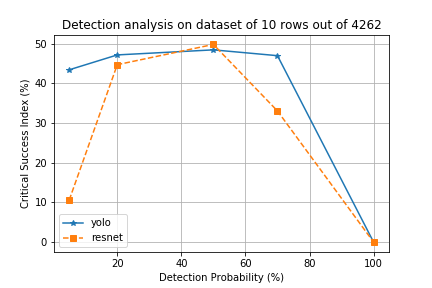 Detection analysis on dataset of 10 rows out of 4262
Critical Success Index (%)
50
40
30
20
10
0
yolo
resnet
20
40
60
80
100
Detection Probability (%)